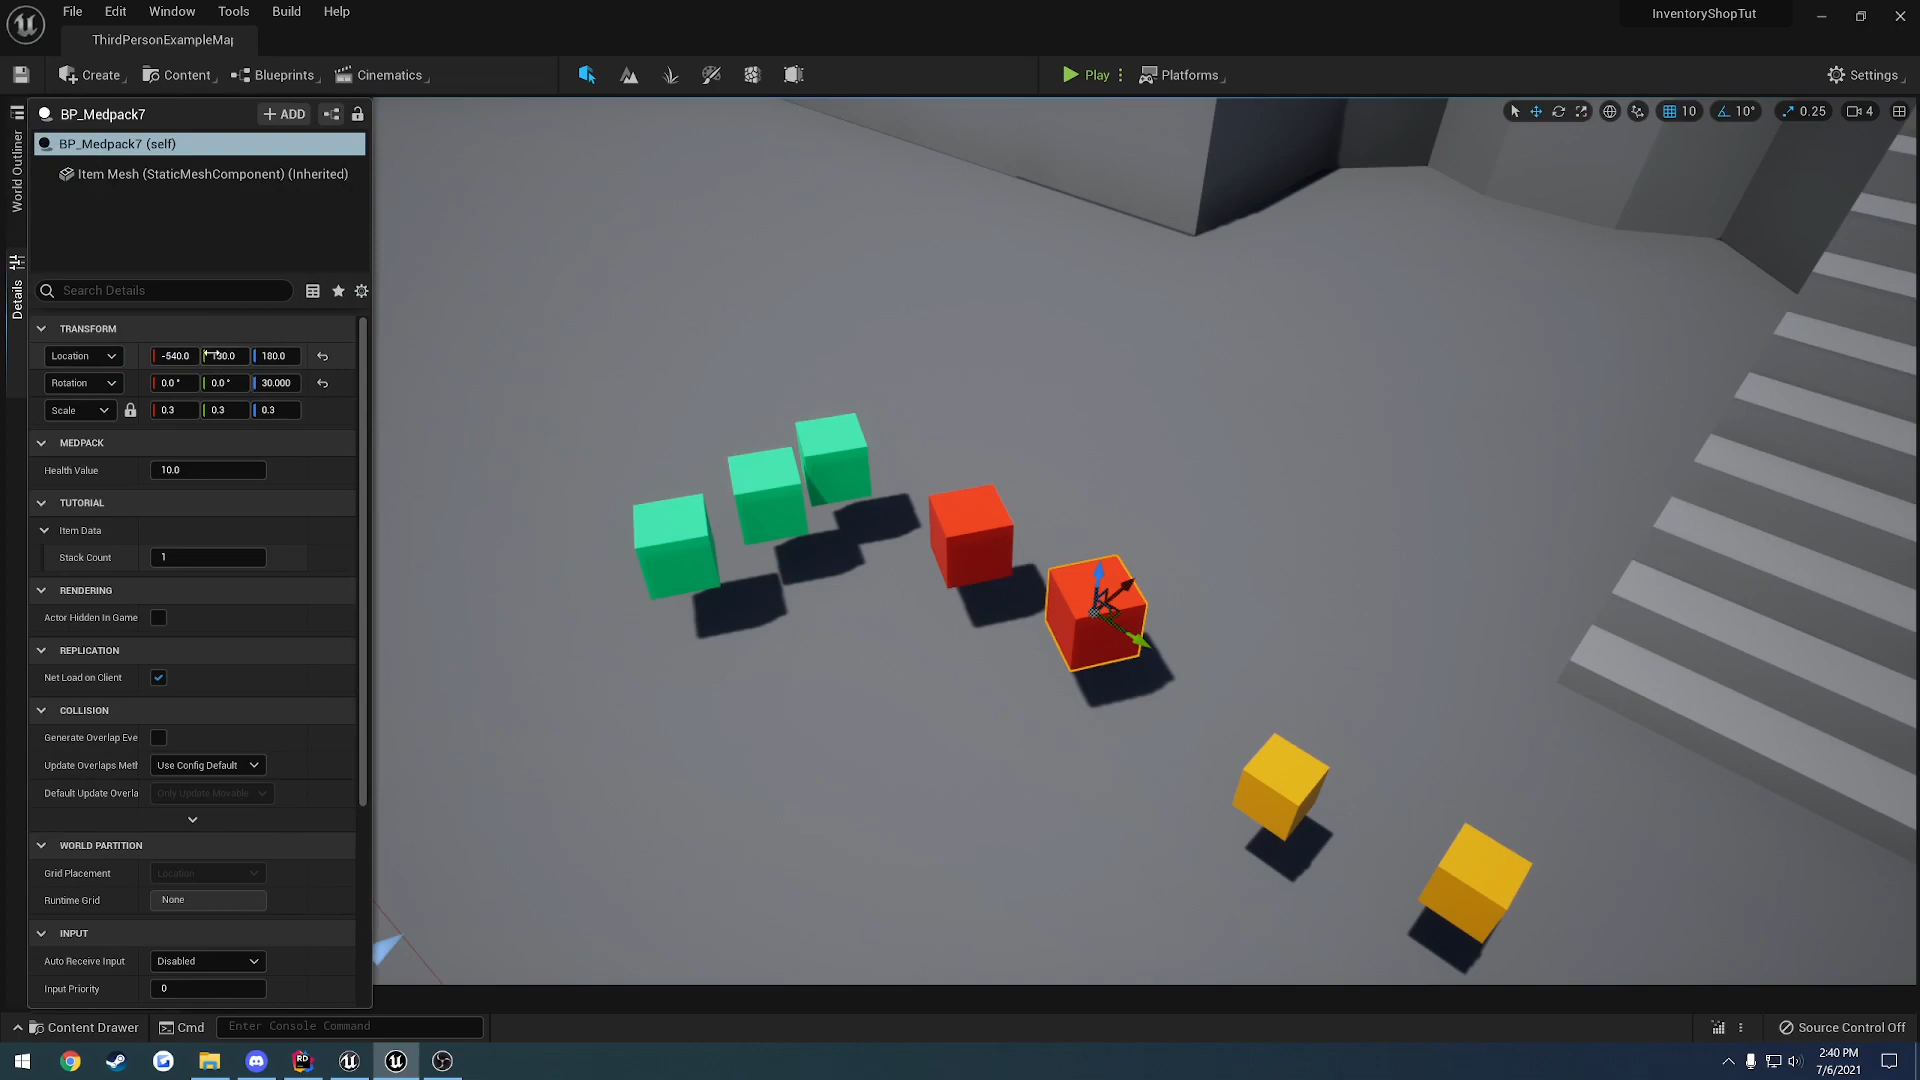 File Edit Window Tools Build Help
InventoryShopTut
ThirdPersonExampleMap
Create Content Blueprints Cinematics Play Platforms Settings
BP_Medpack7 ADD
10 10° 0.25 4
BP_Medpack7 (self)
World Outliner
Item Mesh (StaticMeshComponent) (Inherited)
Details
Search Details
TRANSFORM
Location -540.0 180.0
Rotation 0.0 ° 0.0 ° 30.000
Scale 0.3 0.3 0.3
MEDPACK
Health Value 10.0
TUTORIAL
Item Data
Stack Count 1
RENDERING
Actor Hidden In Game
REPLICATION
Net Load on Client
COLLISION
Generate Overlap Eve
Update Overlaps Meth Use Config Default
Default Update Overla Only Update Movable
WORLD PARTITION
Grid Placement Location
Runtime Grid None
INPUT
Auto Receive Input Disabled
Input Priority 0
Content Drawer Cmd Enter Console Command Source Control Off
RD
2:40 PM
7/6/2021